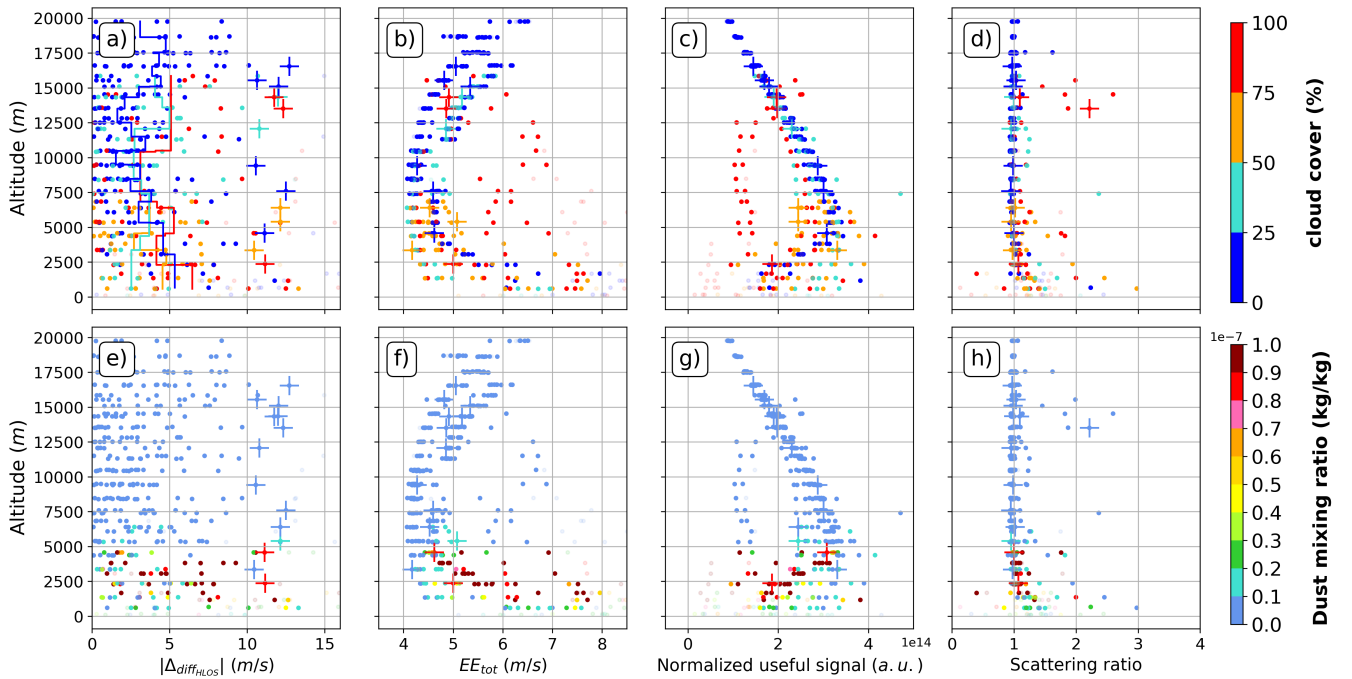 a)
b)
c)
d)
20000
17500
15000
12500
10000
7500
5000
2500
0
Altitude (m)
100
75
50
25
0
cloud cover (%)
e)
f)
g)
h)
20000
17500
15000
12500
10000
7500
5000
2500
0
Altitude (m)
1e−7
1.0
0.9
0.8
0.7
0.6
0.5
0.4
0.3
0.2
0.1
0.0
Dust mixing ratio (kg/kg)
0 5 10 15
4 5 6 7 8
0 2 4
1e14
0 1 2 3 4
|Δdiff_HLOS| (m/s)
EEtot (m/s)
Normalized useful signal (a.u.)
Scattering ratio